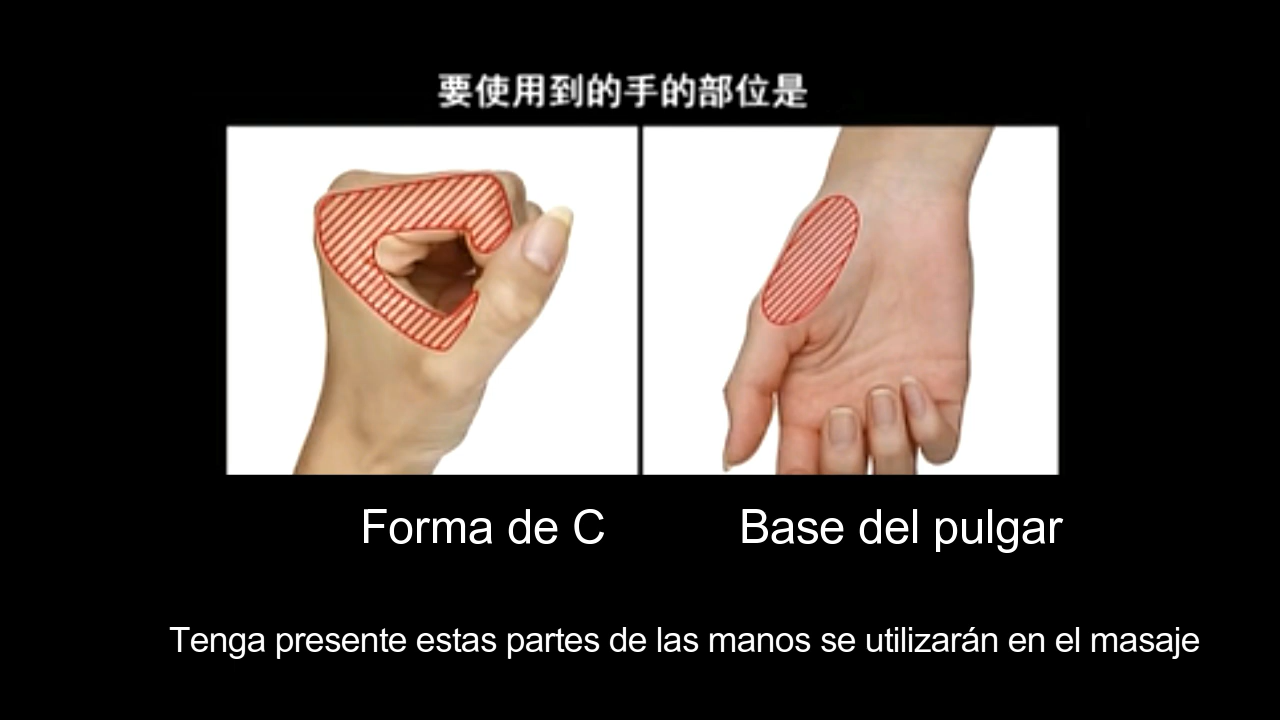 要使用到的手的部位是
Forma de C
Base del pulgar
Tenga presente estas partes de las manos se utilizarán en el masaje